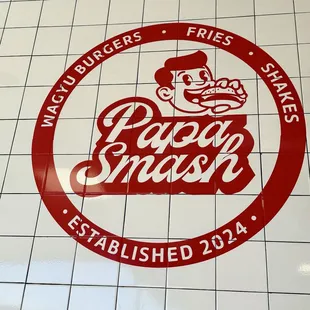 WAGYU BURGERS · FRIES · SHAKES
Papa
Smash
· ESTABLISHED 2024 ·